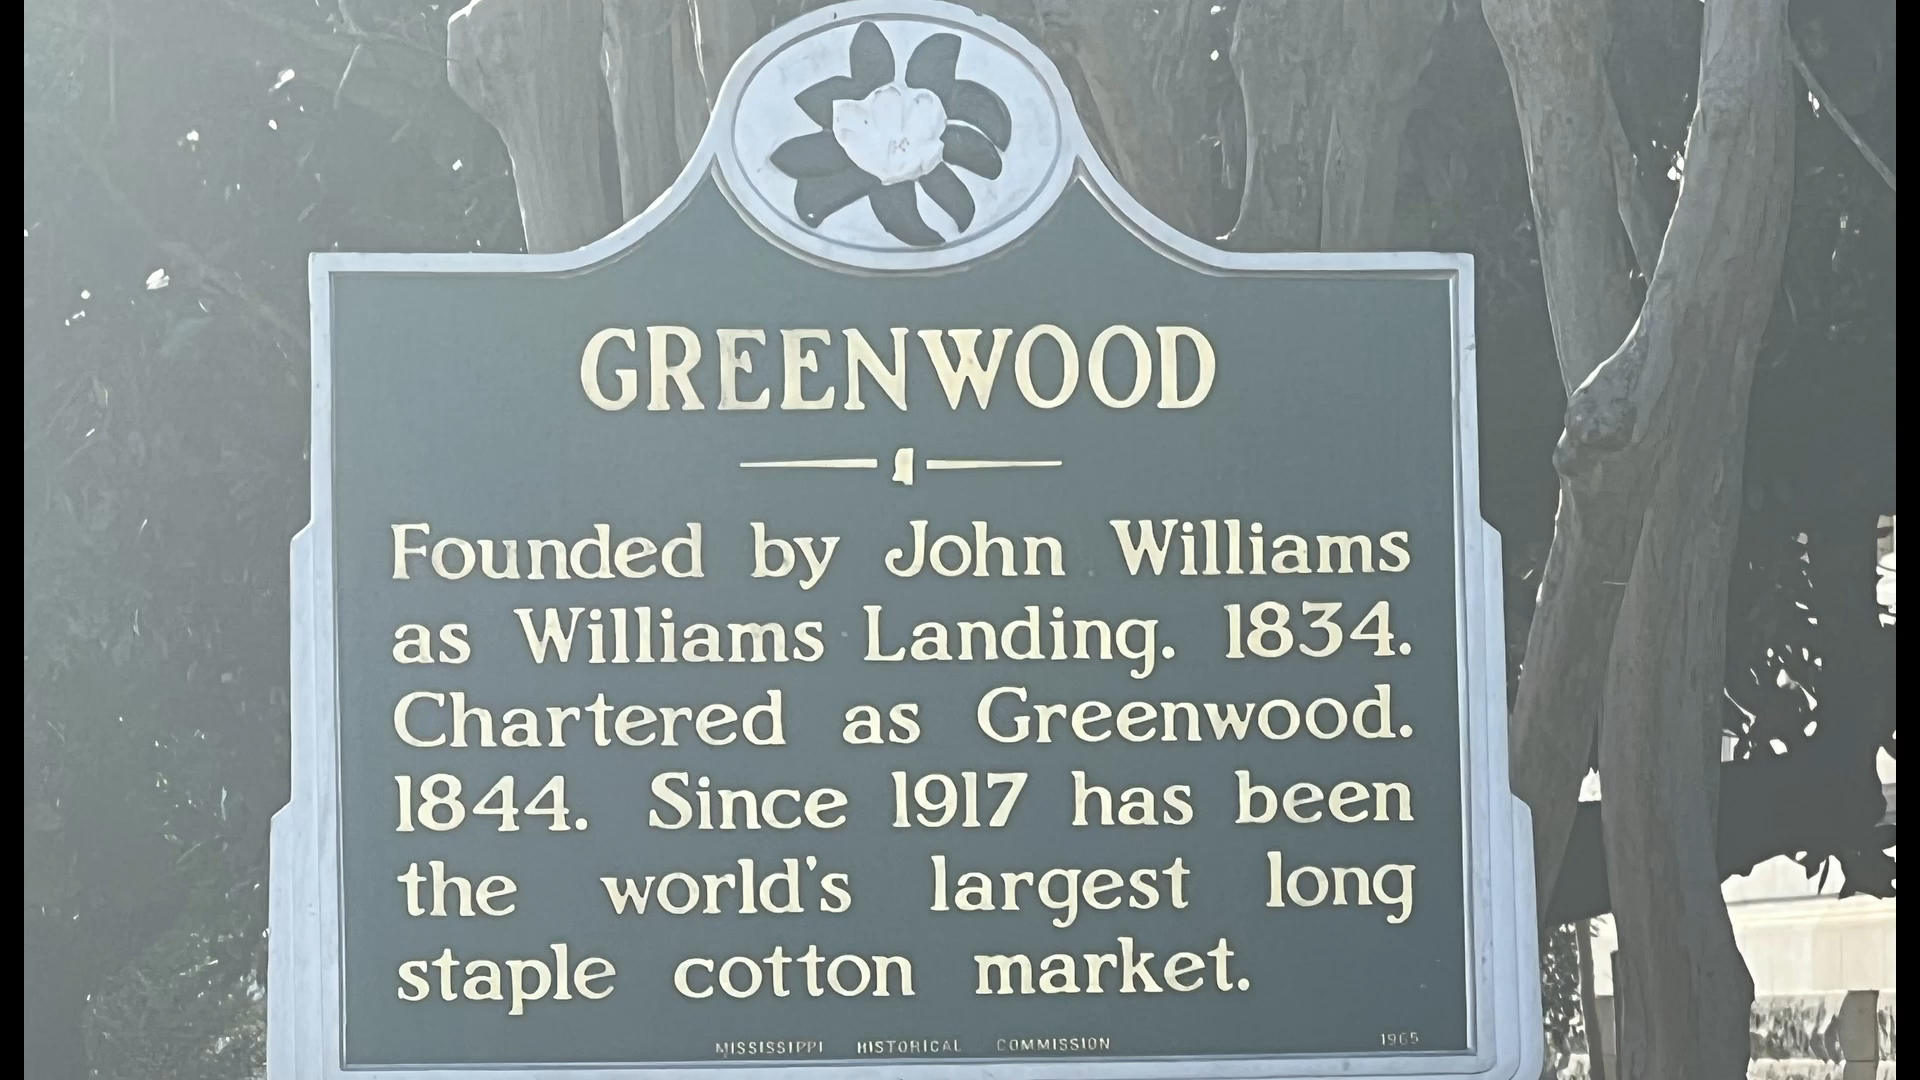 GREENWOOD
Founded by John Williams
as Williams Landing. 1834.
Chartered as Greenwood.
1844. Since 1917 has been
the world's largest long
staple cotton market.
MISSISSIPPI HISTORICAL COMMISSION 1965